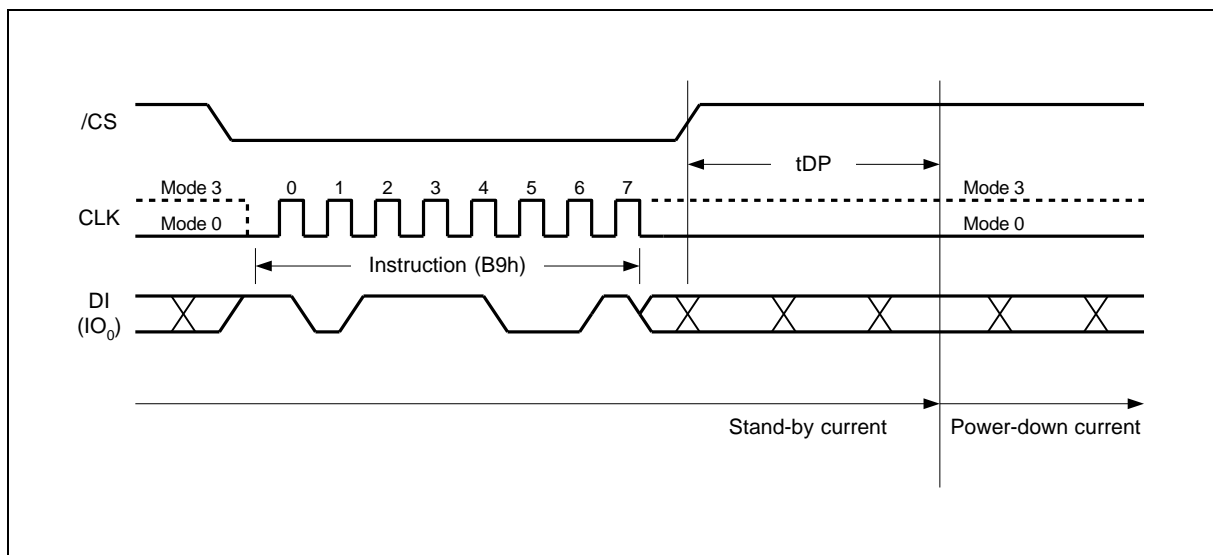 /CS
tDP
Mode 3 0 1 2 3 4 5 6 7 Mode 3
CLK
Mode 0 Mode 0
Instruction (B9h)
DI
(IO₀)
Stand-by current Power-down current